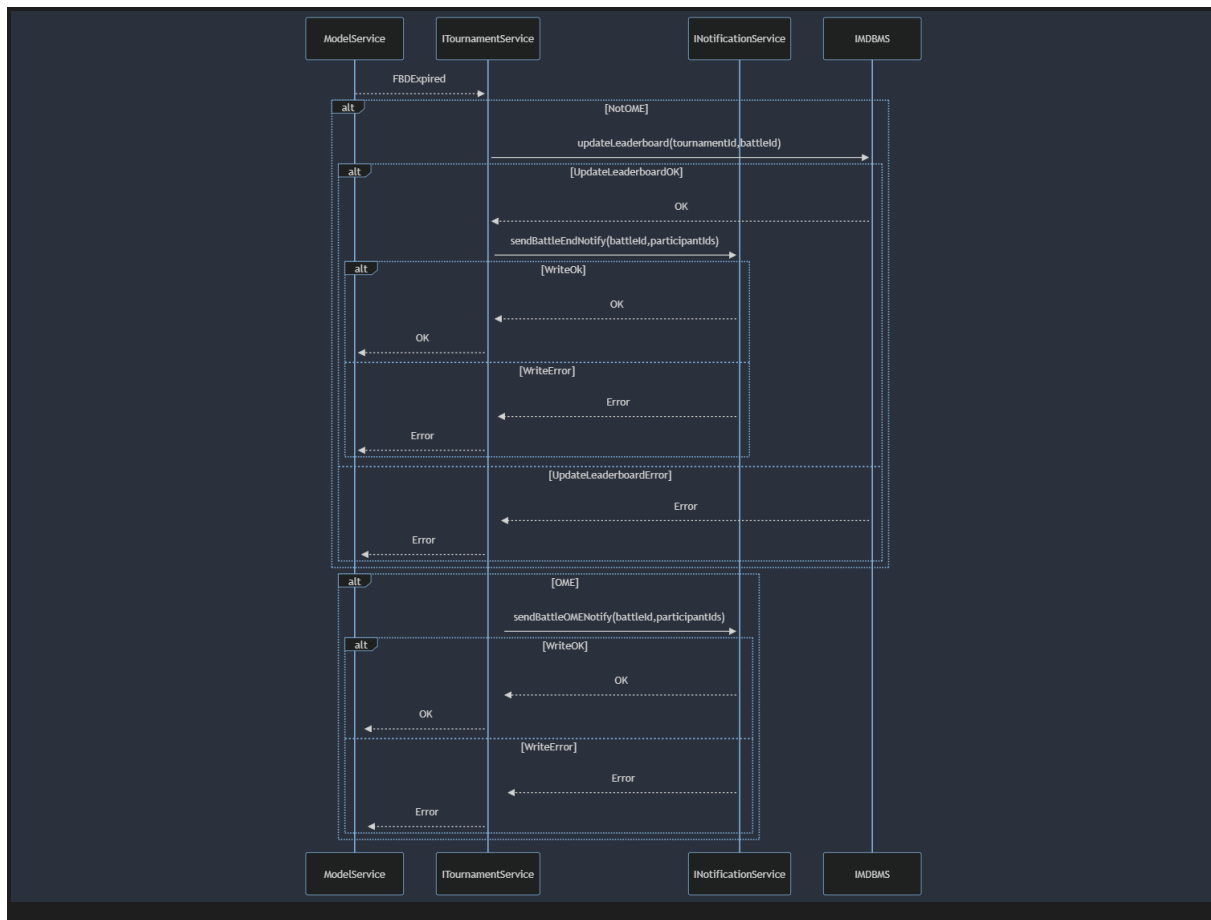 ModelService ITournamentService INotificationService IMDBMS
FBDExpired
alt [NotOME]
updateLeaderboard(tournamentId,battleId)
alt [UpdateLeaderboardOK]
OK
sendBattleEndNotify(battleId,participantIds)
alt [WriteOk]
OK
OK
[WriteError]
Error
Error
[UpdateLeaderboardError]
Error
Error
alt [OME]
sendBattleOMENotify(battleId,participantIds)
alt [WriteOK]
OK
OK
[WriteError]
Error
Error
ModelService ITournamentService INotificationService IMDBMS